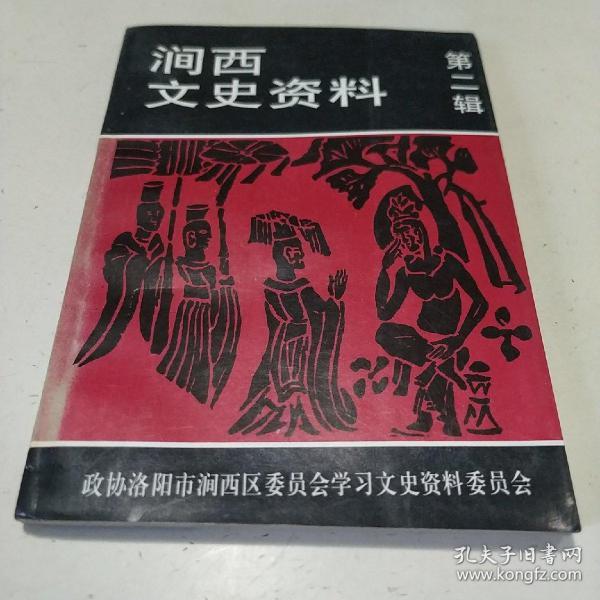 涧西
文史资料
第二辑
政协洛阳市涧西区委员会学习文史资料委员会
孔夫子旧书网
www.kongfz.com